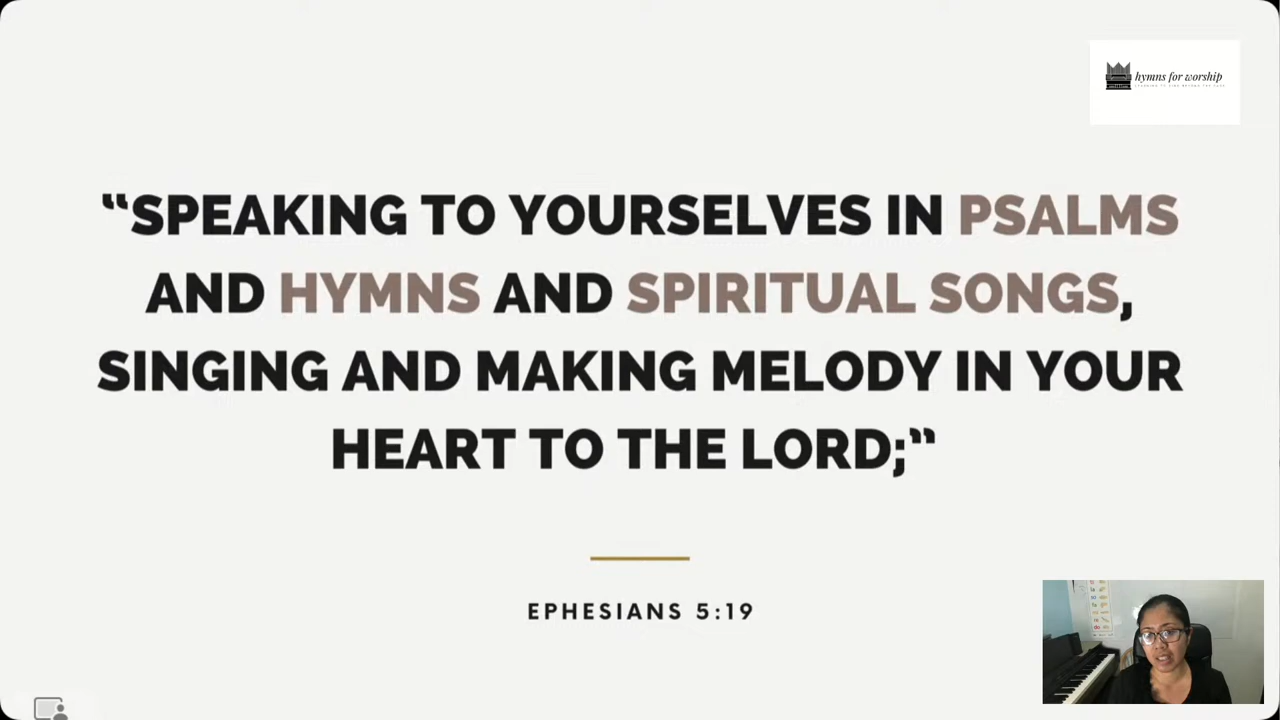 hymns for worship
“SPEAKING TO YOURSELVES IN PSALMS
AND HYMNS AND SPIRITUAL SONGS,
SINGING AND MAKING MELODY IN YOUR
HEART TO THE LORD;”
EPHESIANS 5:19